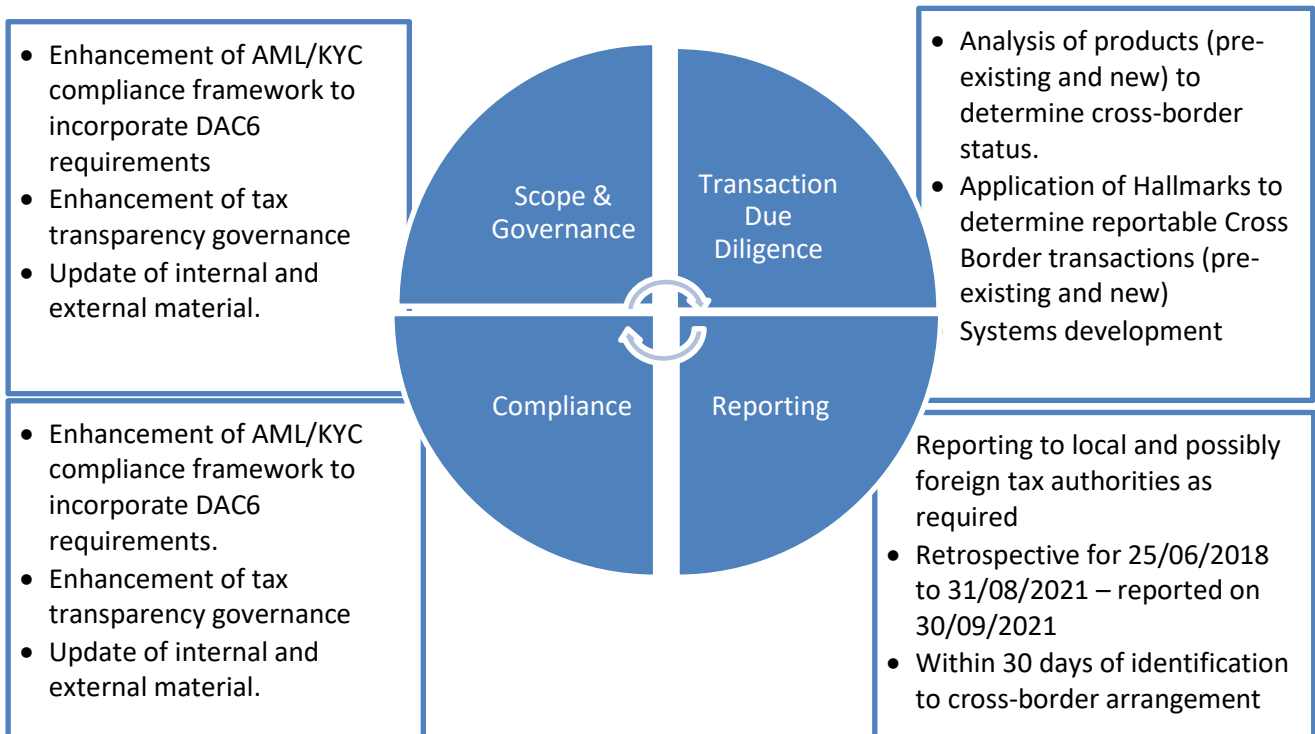 • Enhancement of AML/KYC
compliance framework to
incorporate DAC6
requirements
• Enhancement of tax
transparency governance
• Update of internal and
external material.
Scope &
Governance
Transaction
Due
Diligence
• Analysis of products (pre-
existing and new) to
determine cross-border
status.
• Application of Hallmarks to
determine reportable Cross
Border transactions (pre-
existing and new)
Systems development
• Enhancement of AML/KYC
compliance framework to
incorporate DAC6
requirements.
• Enhancement of tax
transparency governance
• Update of internal and
external material.
Compliance
Reporting
Reporting to local and possibly
foreign tax authorities as
required
• Retrospective for 25/06/2018
to 31/08/2021 – reported on
30/09/2021
• Within 30 days of identification
to cross-border arrangement